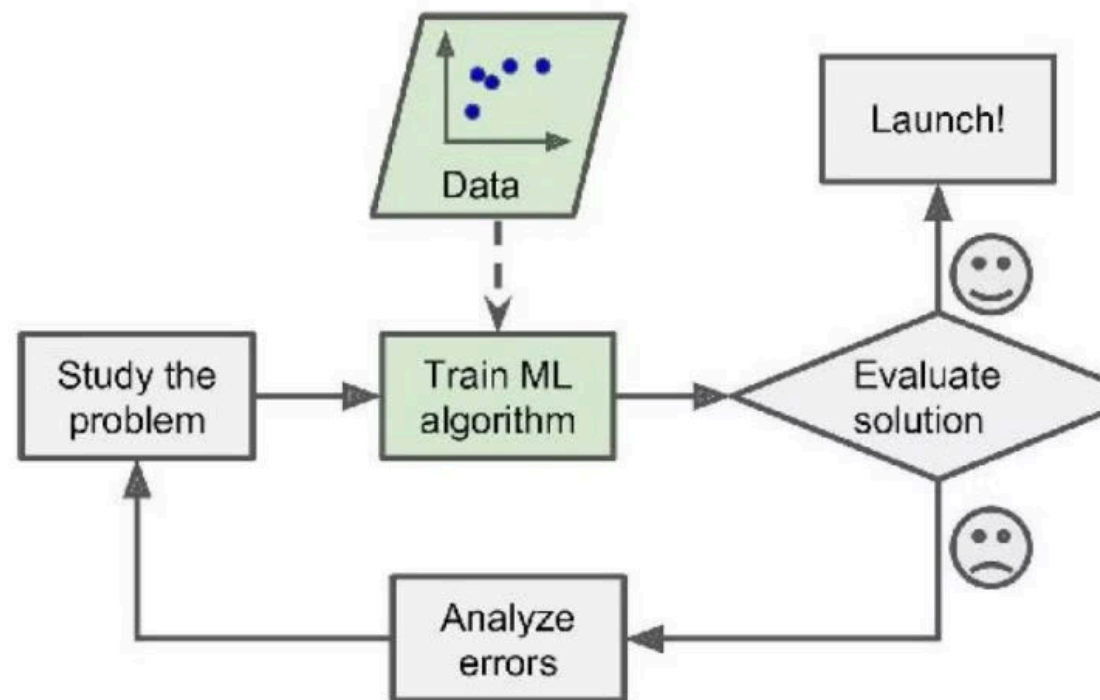 Data
Launch!
Study the
problem
Train ML
algorithm
Evaluate
solution
Analyze
errors